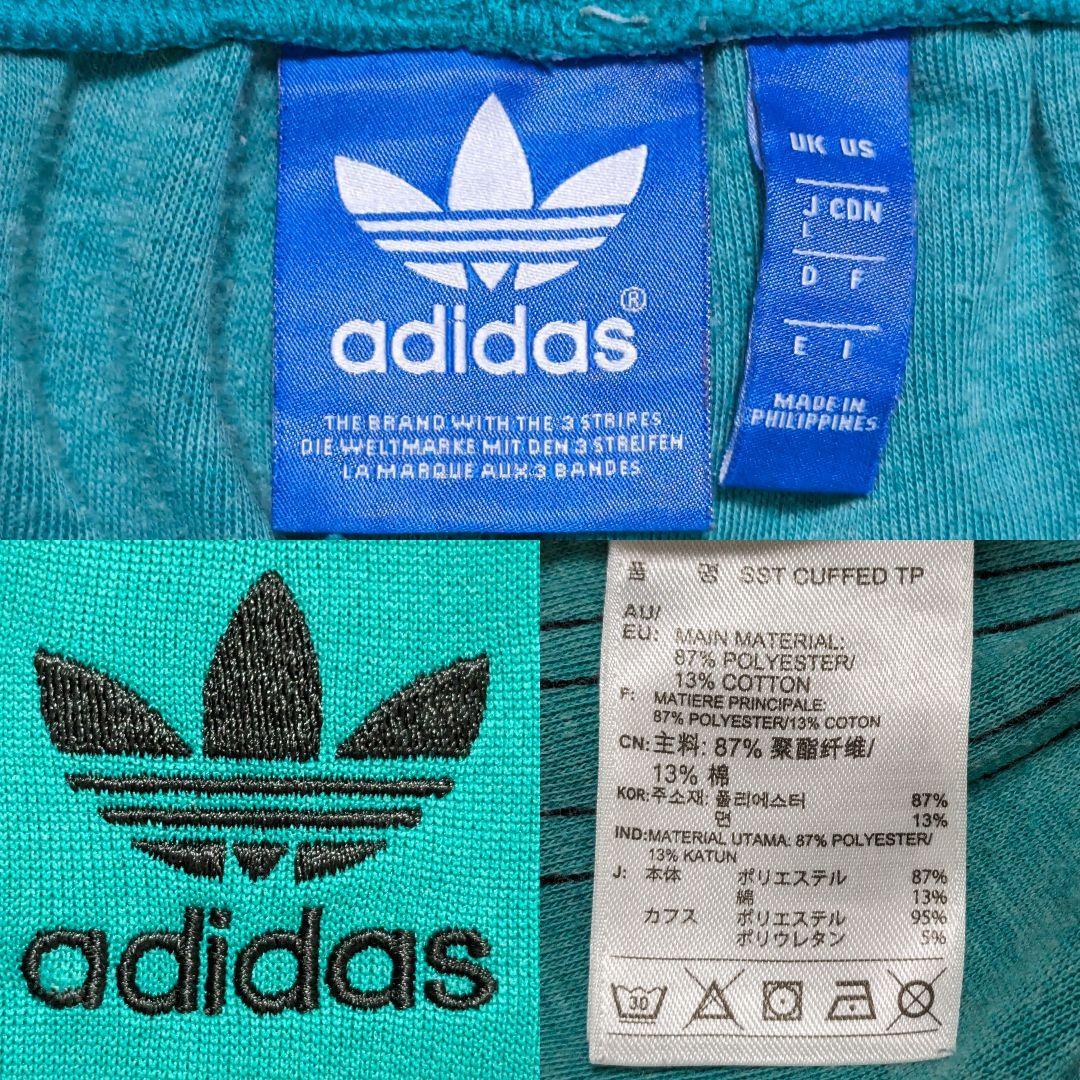 adidas®
THE BRAND WITH THE 3 STRIPES
DIE WELTMARKE MIT DEN 3 STREIFEN
LA MARQUE AUX 3 BANDES
UK US
J CDN
L
D F
E I
MADE IN
PHILIPPINES
adidas
품 명 SST CUFFED TP
AU/
EU: MAIN MATERIAL:
87% POLYESTER/
13% COTTON
F: MATIERE PRINCIPALE:
87% POLYESTER/13% COTON
CN:主料: 87% 聚酯纤维/
13% 棉
KOR:주소재: 폴리에스터 87%
면 13%
IND:MATERIAL UTAMA: 87% POLYESTER/
13% KATUN
J: 本体 ポリエステル 87%
綿 13%
カフス ポリエステル 95%
ポリウレタン 5%
30